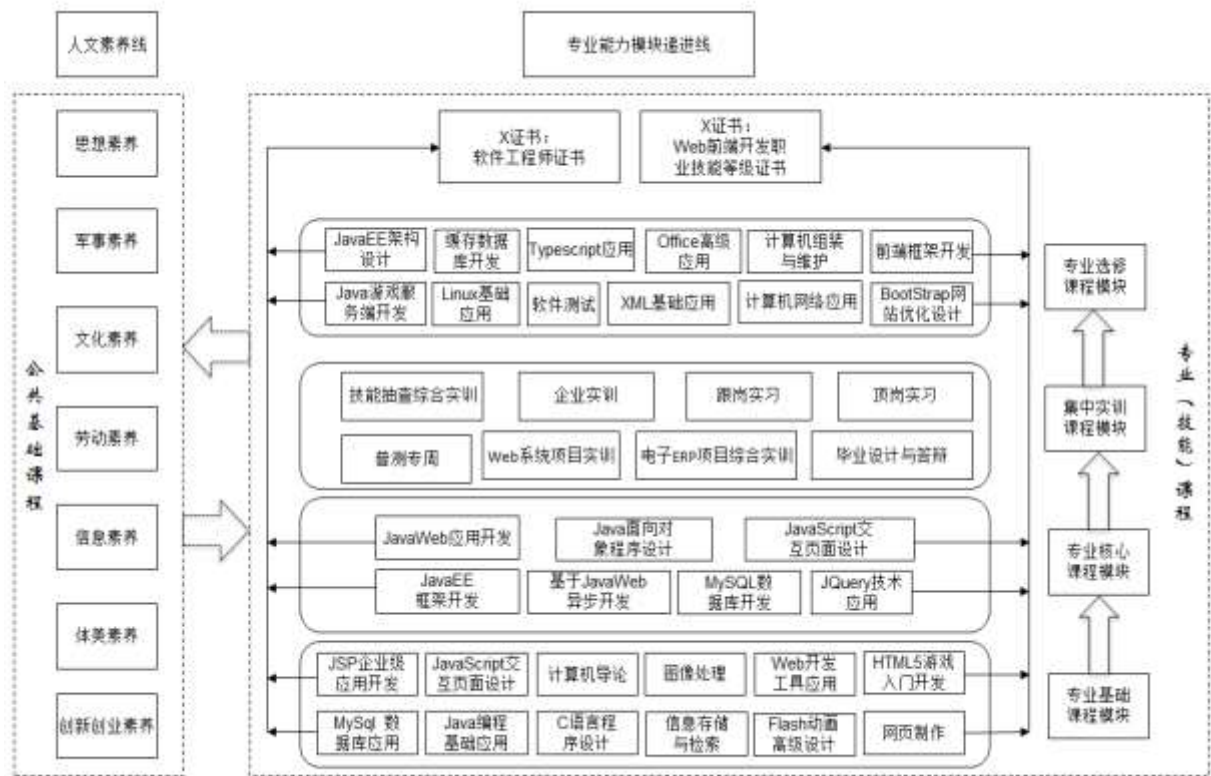 人文素养线
专业能力模块递进线
思想素养
军事素养
文化素养
劳动素养
信息素养
体美素养
创新创业素养
公共基础课程
X证书：
软件工程师证书
X证书：
Web前端开发职
业技能等级证书
JavaEE架构
设计
缓存数据
库开发
Typescript应用
Office高级
应用
计算机组装
与维护
前端框架开发
Java游戏服
务端开发
Linux基础
应用
软件测试
XML基础应用
计算机网络应用
BootStrap网
站优化设计
技能抽查综合实训
企业实训
跟岗实习
顶岗实习
普测专周
Web系统项目实训
电子ERP项目综合实训
毕业设计与答辩
JavaWeb应用开发
Java面向对
象程序设计
JavaScript交
互页面设计
JavaEE
框架开发
基于JavaWeb
异步开发
MySQL数
据库开发
JQuery技术
应用
JSP企业级
应用开发
JavaScript交
互页面设计
计算机导论
图像处理
Web开发
工具应用
HTML5游戏
入门开发
MySql 数
据库应用
Java编程
基础应用
C语言程
序设计
信息存储
与检索
Flash动画
高级设计
网页制作
专业选修
课程模块
集中实训
课程模块
专业核心
课程模块
专业基础
课程模块
专业（技能）课程